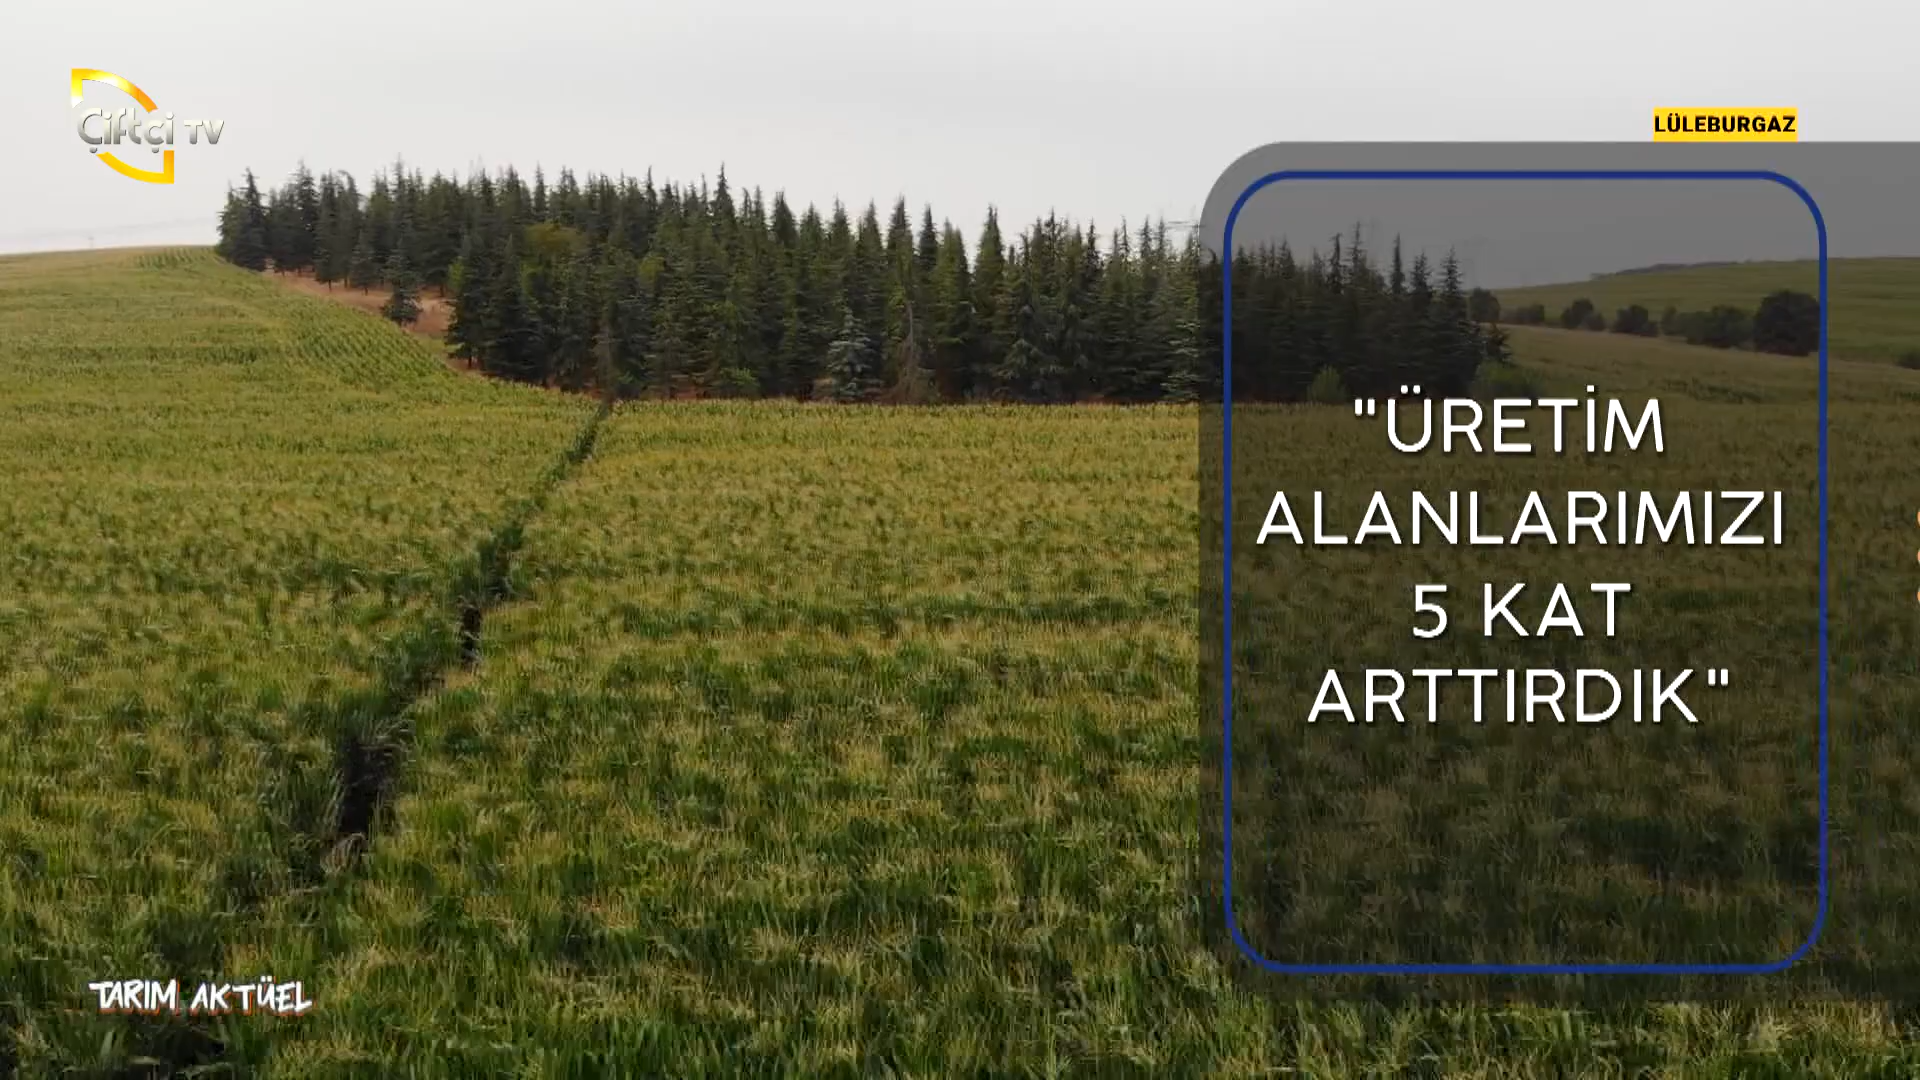 Çiftçi TV
LÜLEBURGAZ
"ÜRETİM
ALANLARIMIZI
5 KAT
ARTTIRDIK"
TARIM AKTÜEL